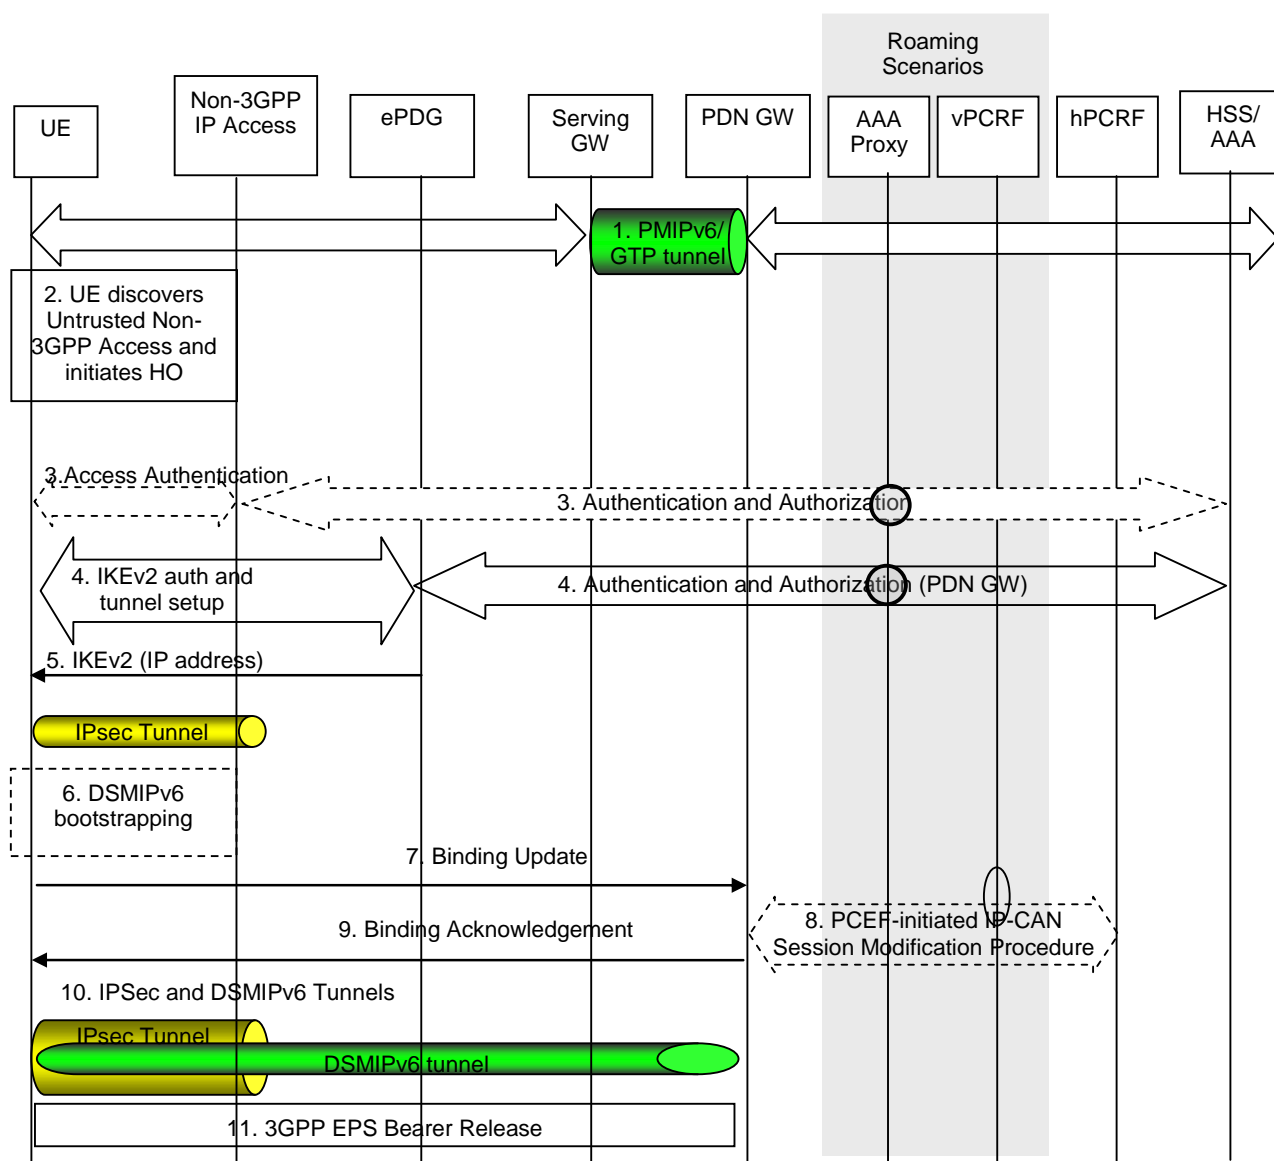 Roaming
Scenarios
UE
Non-3GPP
IP Access
ePDG
Serving
GW
PDN GW
AAA
Proxy
vPCRF
hPCRF
HSS/
AAA
1. PMIPv6/
GTP tunnel
2. UE discovers
Untrusted Non-
3GPP Access and
initiates HO
3.Access Authentication
3. Authentication and Authorization
4. IKEv2 auth and
tunnel setup
4. Authentication and Authorization (PDN GW)
5. IKEv2 (IP address)
IPsec Tunnel
6. DSMIPv6
bootstrapping
7. Binding Update
8. PCEF-initiated IP-CAN
Session Modification Procedure
9. Binding Acknowledgement
10. IPSec and DSMIPv6 Tunnels
IPsec Tunnel
DSMIPv6 tunnel
11. 3GPP EPS Bearer Release